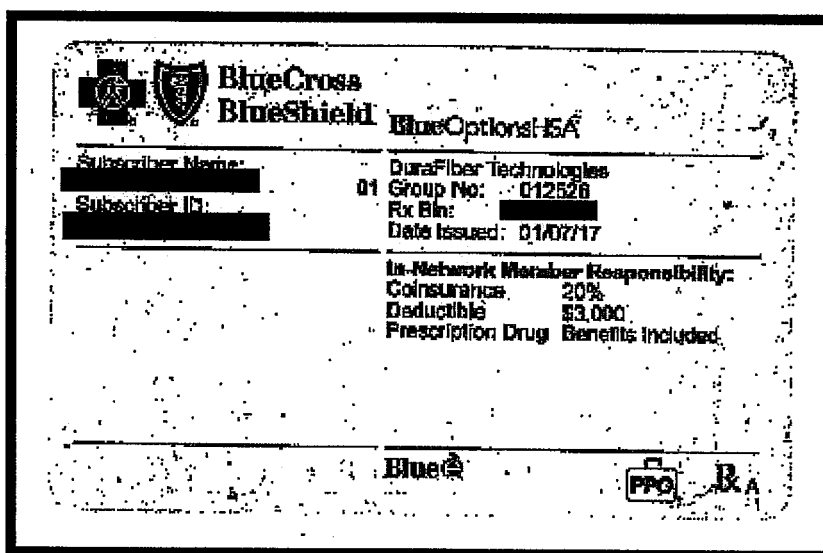 BlueCross
BlueShield
BlueOptionsHSA
Subscriber Name:
01
Subscriber ID:
DuraFiber Technologies
Group No: 012526
Rx Bin:
Date Issued: 01/07/17
In-Network Member Responsibility:
Coinsurance 20%
Deductible $3,000
Prescription Drug Benefits Included
Blue
PPO
Rx A